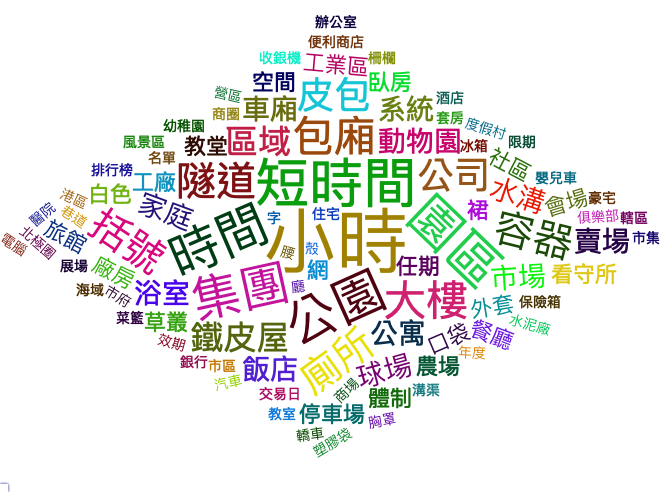 辦公室
便利商店
收銀機
柵欄
工業區
空間
皮包
臥房
營區
車廂
系統
酒店
商圈
套房
幼稚園
區域
包廂
動物園
度假村
風景區
教堂
冰箱
限期
名單
社區
排行榜
工廠
隧道
短時間
公司
嬰兒車
白色
水溝
豪宅
港區
家庭
裙
會場
醫院
巷道
括號
時間
字
住宅
小時
園區
容器
俱樂部
轄區
北極圈
旅館
腰
殼
賣場
市集
電腦
展場
廠房
網
任期
市場
看守所
海域
市府
浴室
集團
廳
公園
大樓
外套
保險箱
菜籃
草叢
鐵皮屋
公寓
口袋
餐廳
水泥廠
效期
廁所
年度
銀行
市區
飯店
球場
農場
汽車
交易日
商場
體制
溝渠
教室
停車場
胸罩
轎車
塑膠袋